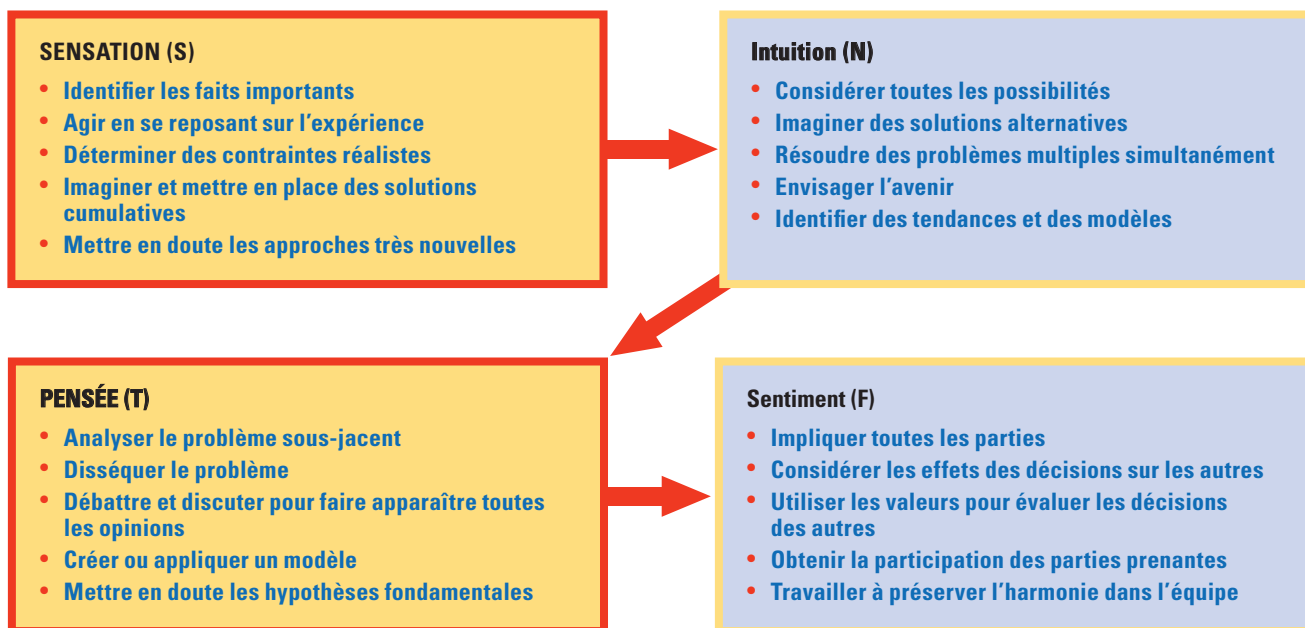 SENSATION (S)
• Identifier les faits importants
• Agir en se reposant sur l'expérience
• Déterminer des contraintes réalistes
• Imaginer et mettre en place des solutions
cumulatives
• Mettre en doute les approches très nouvelles
Intuition (N)
• Considérer toutes les possibilités
• Imaginer des solutions alternatives
• Résoudre des problèmes multiples simultanément
• Envisager l'avenir
• Identifier des tendances et des modèles
PENSÉE (T)
• Analyser le problème sous-jacent
• Disséquer le problème
• Débattre et discuter pour faire apparaître toutes
les opinions
• Créer ou appliquer un modèle
• Mettre en doute les hypothèses fondamentales
Sentiment (F)
• Impliquer toutes les parties
• Considérer les effets des décisions sur les autres
• Utiliser les valeurs pour évaluer les décisions
des autres
• Obtenir la participation des parties prenantes
• Travailler à préserver l'harmonie dans l'équipe